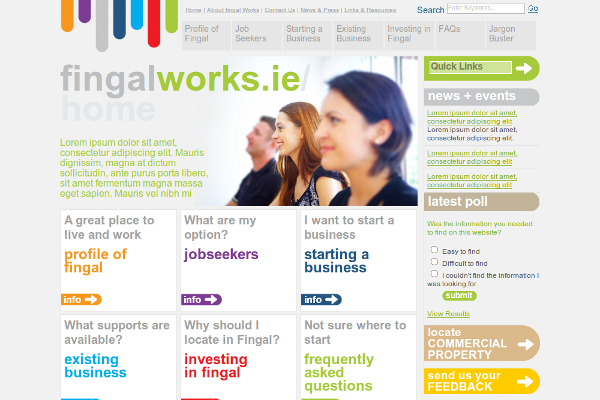 Home | About fingal Works | Contact Us | News & Press | Links & Resources
Search Enter Keywords... Go
Profile of
Fingal
Job
Seekers
Starting a
Business
Existing
Business
Investing in
Fingal
FAQs
Jargon
Buster
fingalworks.ie/
home
Lorem ipsum dolor sit amet,
consectetur adipiscing elit. Mauris
dignissim, magna at dictum
sollicitudin, ante purus porta libero,
sit amet fermentum magna massa
eget sapien. Mauris vel nibh mi
Quick Links
news + events
Lorem ipsum dolor sit amet,
consectetur adipiscing elit
Lorem ipsum dolor sit amet,
consectetur adipiscing elit
Lorem ipsum dolor sit amet,
consectetur adipiscing elit
Lorem ipsum dolor sit amet,
consectetur adipiscing elit
latest poll
Was the information you needed
to find on this website?
Easy to find
Difficult to find
I couldn't find the information I
was looking for
submit
View Results
locate
COMMERCIAL
PROPERTY
send us your
FEEDBACK
A great place to
live and work
profile of
fingal
info
What are my
option?
jobseekers
info
I want to start a
business
starting a
business
info
What supports are
available?
existing
business
Why should I
locate in Fingal?
investing
in fingal
Not sure where to
start
frequently
asked
questions